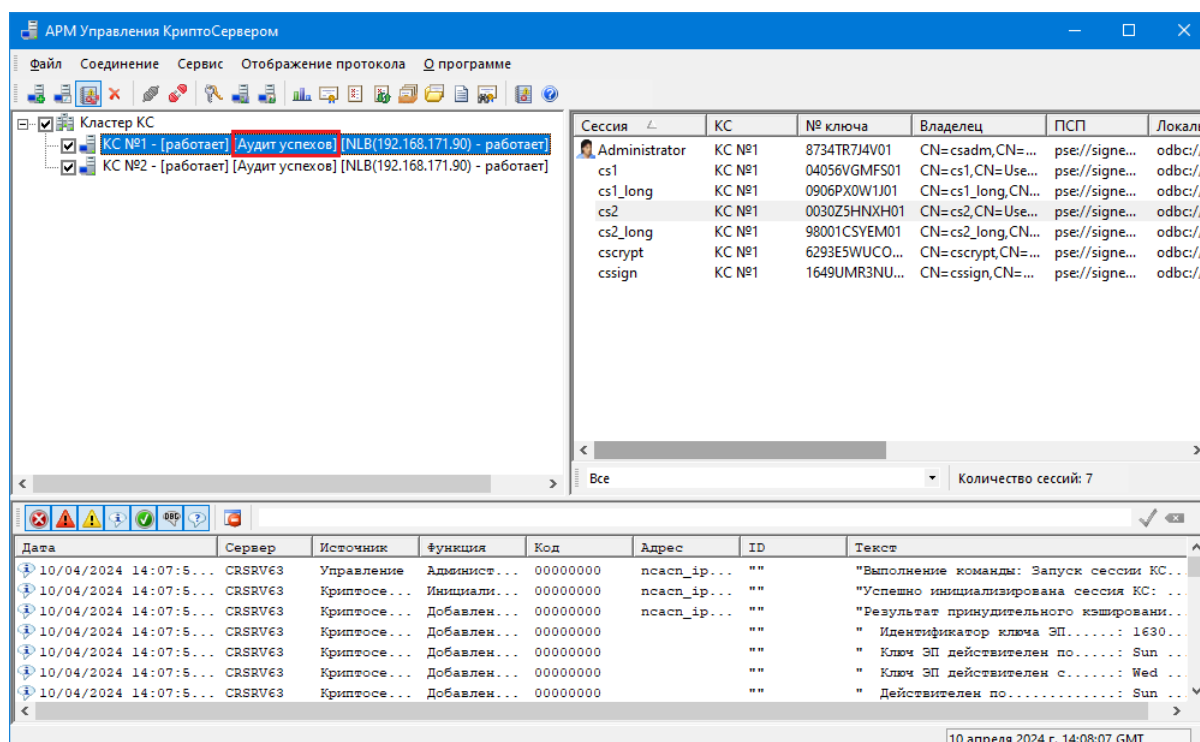 АРМ Управления КриптоСервером
Файл Соединение Сервис Отображение протокола О программе
Кластер КС
КС №1 - [работает] [Аудит успехов] [NLB(192.168.171.90) - работает]
КС №2 - [работает] [Аудит успехов] [NLB(192.168.171.90) - работает]
Сессия КС № ключа Владелец ПСП Локаль
Administrator КС №1 8734TR7J4V01 CN=csadm,CN=... pse://signe... odbc:/
cs1 КС №1 04056VGMFS01 CN=cs1,CN=Use... pse://signe... odbc:/
cs1_long КС №1 0906PX0W1J01 CN=cs1_long,CN... pse://signe... odbc:/
cs2 КС №1 0030Z5HNXH01 CN=cs2,CN=Use... pse://signe... odbc:/
cs2_long КС №1 98001CSYEM01 CN=cs2_long,CN... pse://signe... odbc:/
cscrypt КС №1 6293E5WUCO... CN=cscrypt,CN=... pse://signe... odbc:/
cssign КС №1 1649UMR3NU... CN=cssign,CN=... pse://signe... odbc:/
Все Количество сессий: 7
DBG
Дата Сервер Источник Функция Код Адрес ID Текст
10/04/2024 14:07:5... CRSRV63 Управление Админист... 00000000 ncacn_ip... "" "Выполнение команды: Запуск сессии КС...
10/04/2024 14:07:5... CRSRV63 Криптосе... Инициали... 00000000 ncacn_ip... "" "Успешно инициализирована сессия КС: ...
10/04/2024 14:07:5... CRSRV63 Криптосе... Добавлен... 00000000 ncacn_ip... "" "Результат принудительного кэшировани...
10/04/2024 14:07:5... CRSRV63 Криптосе... Добавлен... 00000000 "" " Идентификатор ключа ЭП......: 1630...
10/04/2024 14:07:5... CRSRV63 Криптосе... Добавлен... 00000000 "" " Ключ ЭП действителен по.....: Sun ...
10/04/2024 14:07:5... CRSRV63 Криптосе... Добавлен... 00000000 "" " Ключ ЭП действителен с......: Wed ...
10/04/2024 14:07:5... CRSRV63 Криптосе... Добавлен... 00000000 "" " Действителен по.............: Sun ...
10 апреля 2024 г. 14:08:07 GMT